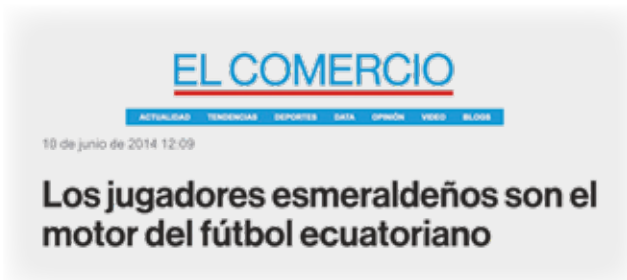 EL COMERCIO
ACTUALIDAD TENDENCIAS DEPORTES DATA OPINIÓN VIDEO BLOGS
10 de junio de 2014 12:09
Los jugadores esmeraldeños son el
motor del fútbol ecuatoriano